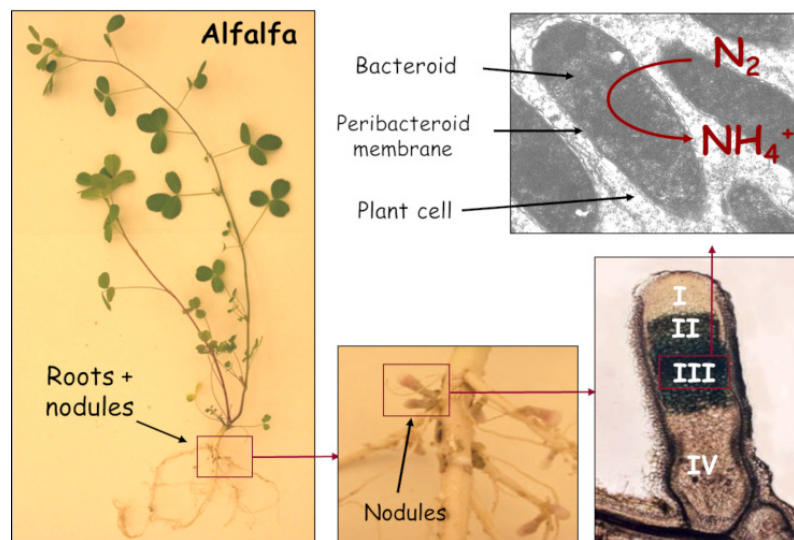 Alfalfa
Roots +
nodules
Nodules
Bacteroid
Peribacteroid
membrane
Plant cell
N₂
NH₄⁺
I
II
III
IV